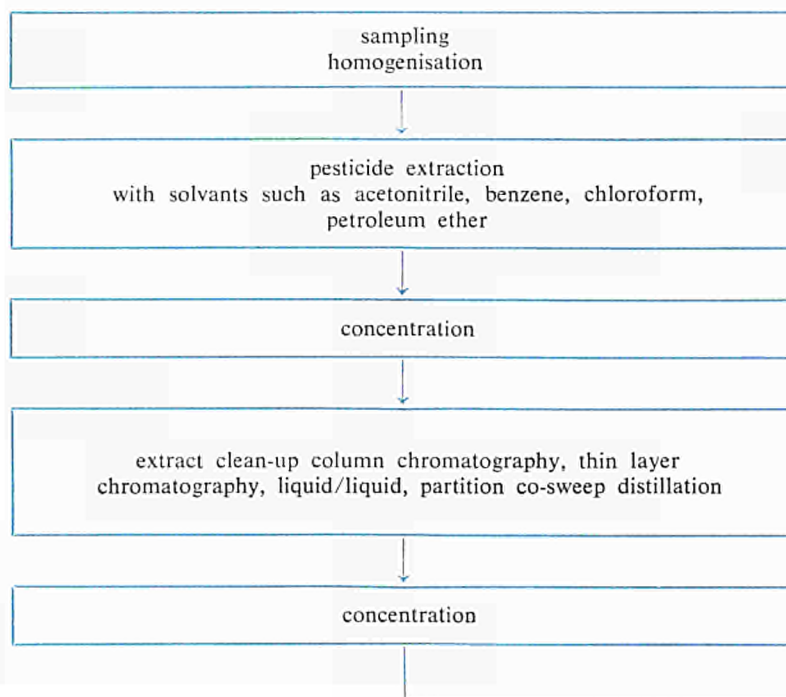 sampling
homogenisation
pesticide extraction
with solvents such as acetonitrile, benzene, chloroform,
petroleum ether
concentration
extract clean-up column chromatography, thin layer
chromatography, liquid/liquid, partition co-sweep distillation
concentration